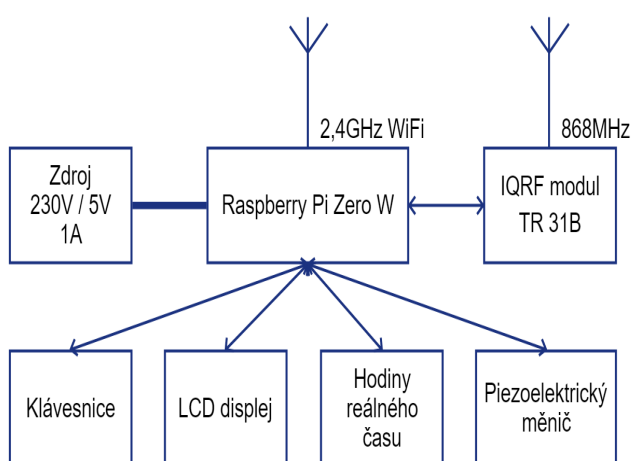 2,4GHz WiFi
868MHz
Zdroj
230V / 5V
1A
Raspberry Pi Zero W
IQRF modul
TR 31B
Klávesnice
LCD displej
Hodiny
reálného
času
Piezoelektrický
měnič